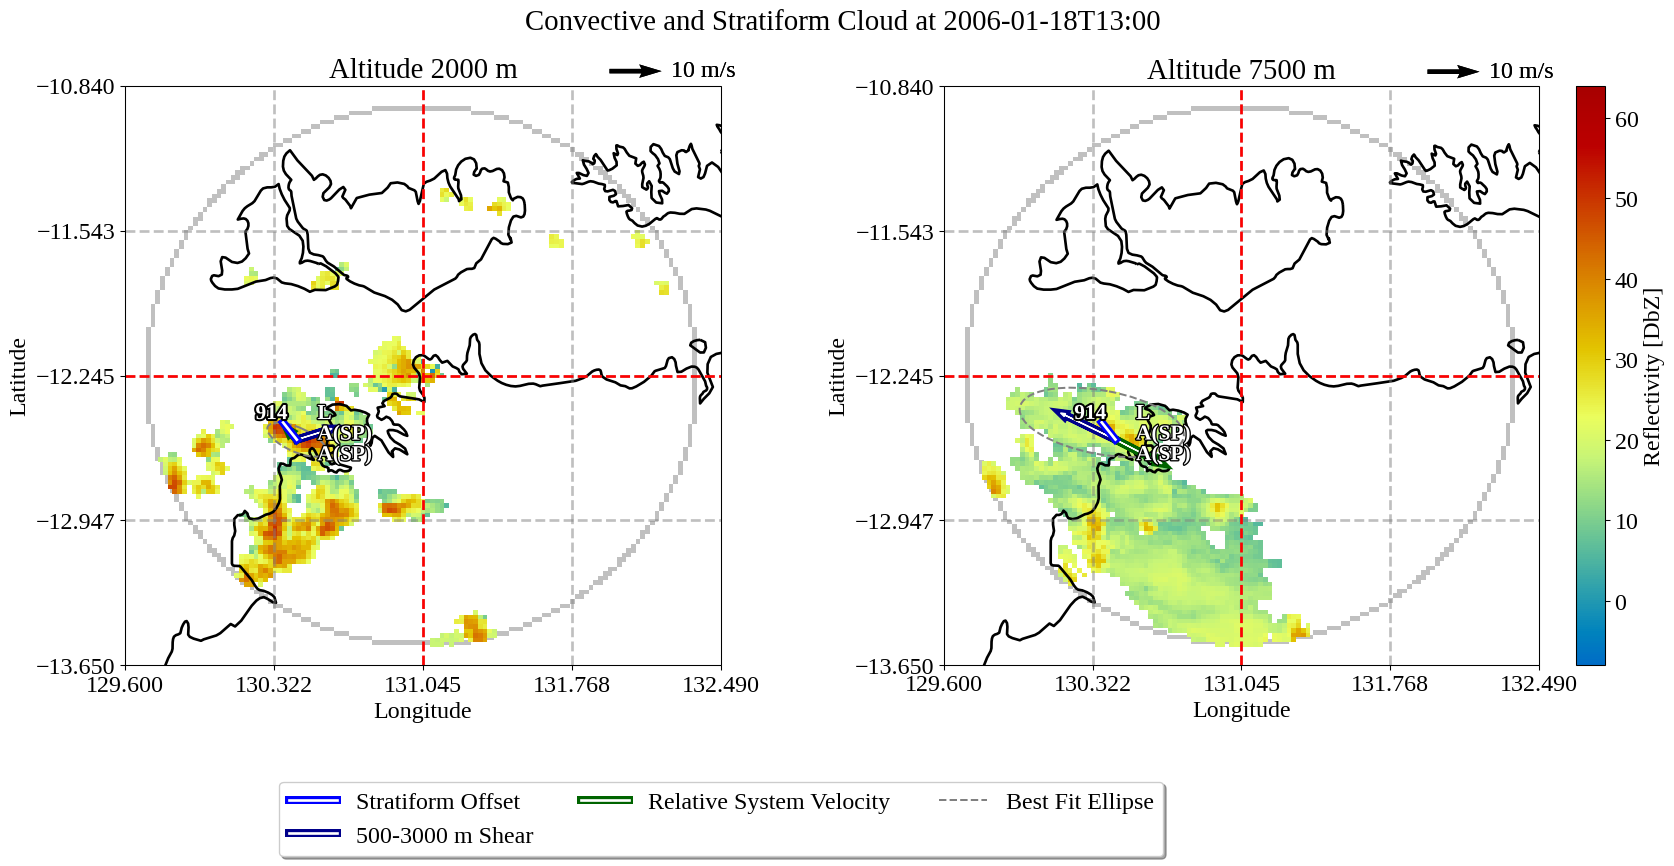 Convective and Stratiform Cloud at 2006-01-18T13:00
Altitude 2000 m
10 m/s
−10.840
−11.543
−12.245
−12.947
−13.650
Latitude
914
L
A(SP)
A(SP)
129.600
130.322
131.045
131.768
132.490
Longitude
Altitude 7500 m
10 m/s
−10.840
−11.543
−12.245
−12.947
−13.650
Latitude
914
L
A(SP)
A(SP)
129.600
130.322
131.045
131.768
132.490
Longitude
60
50
40
30
20
10
0
Reflectivity [DbZ]
Stratiform Offset
500-3000 m Shear
Relative System Velocity
Best Fit Ellipse